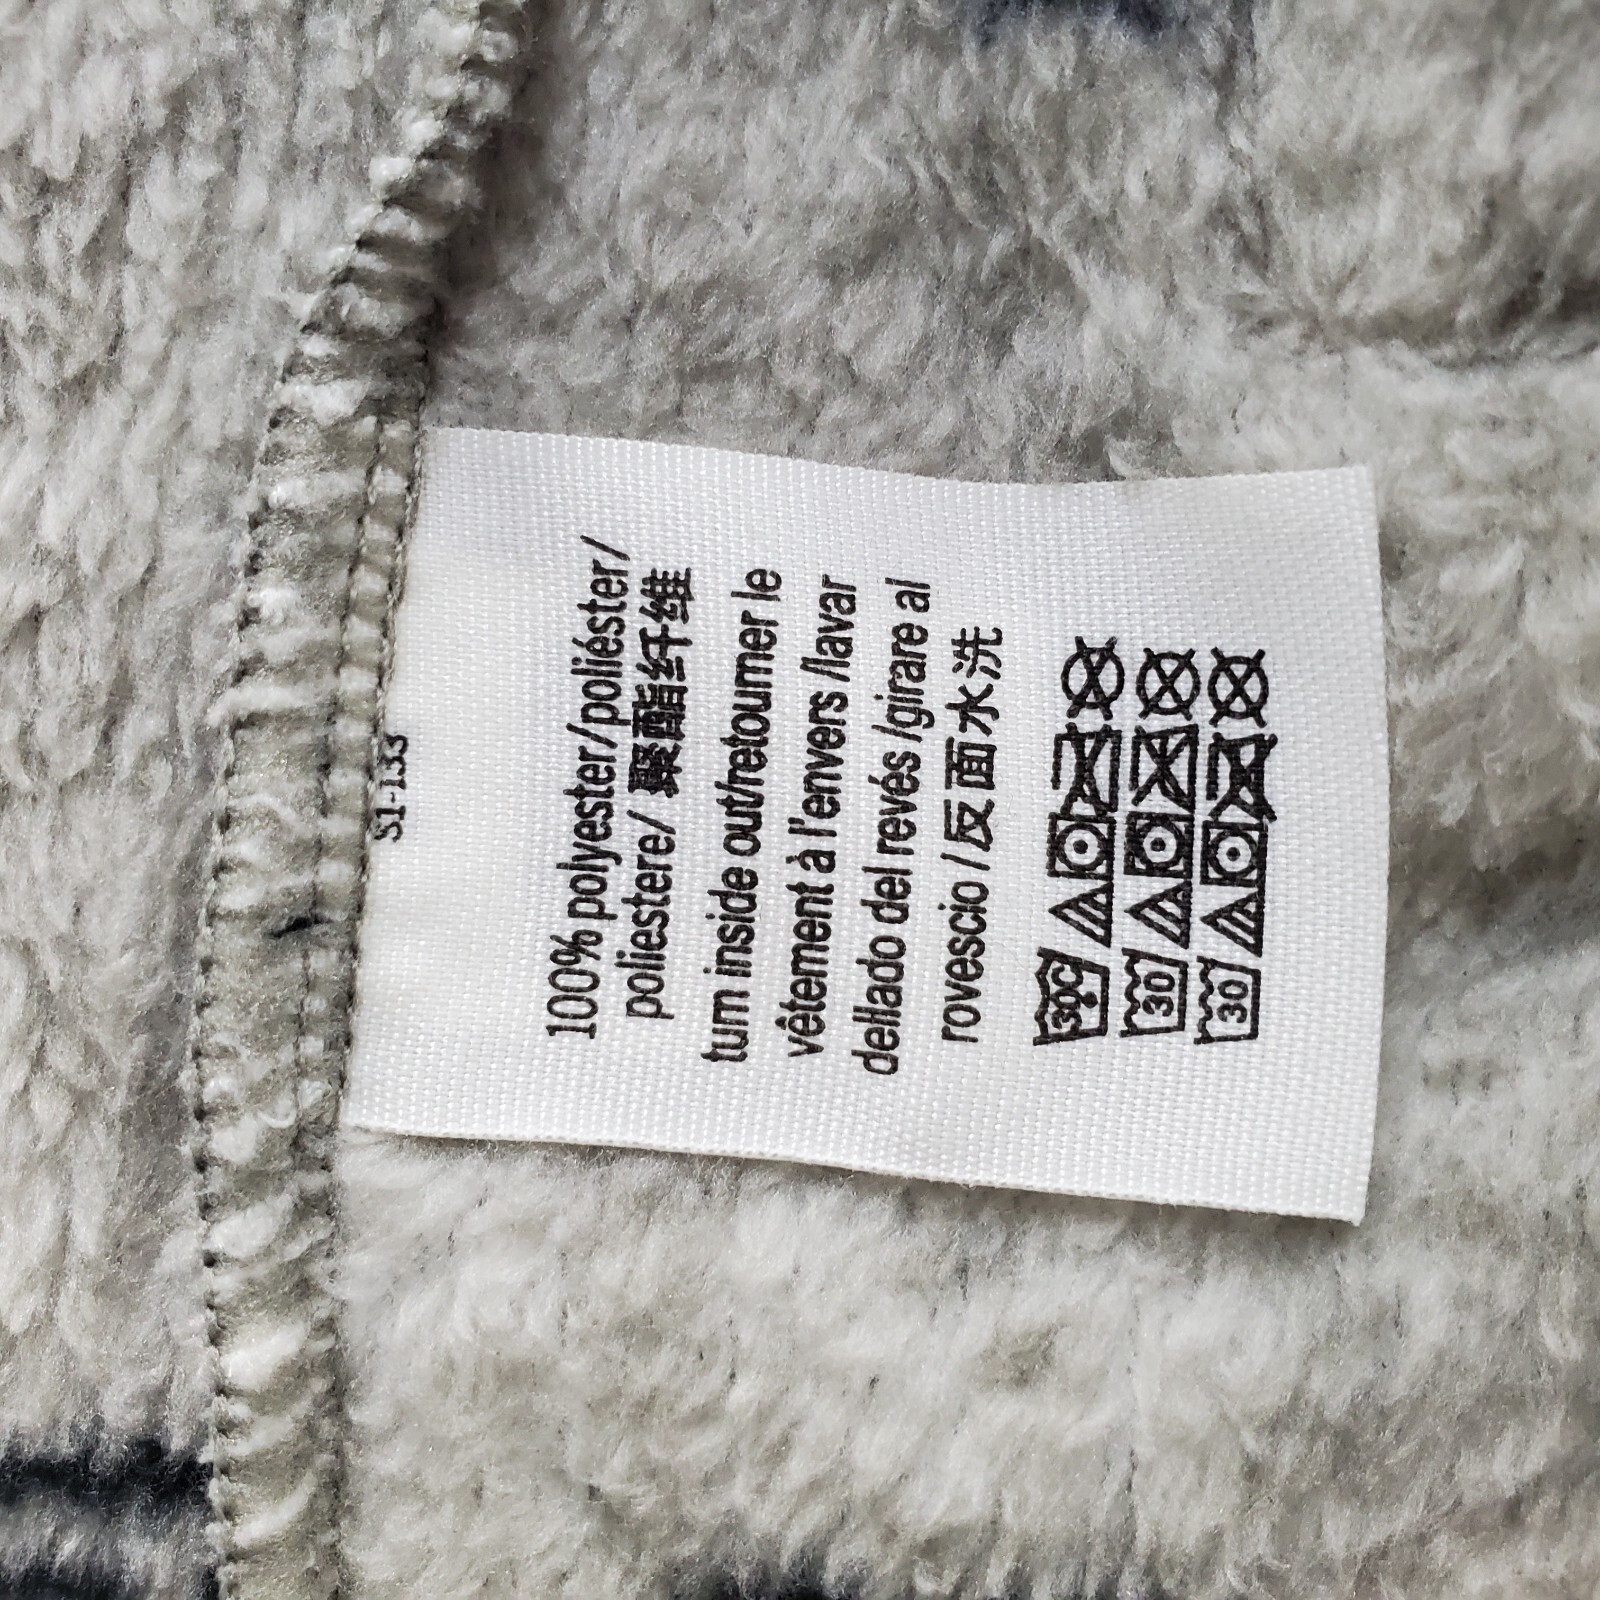 S1-133
100% polyester/poliéster/
poliestere/ 聚酯纤维
turn inside out/retourner le
vêtement à l'envers /lavar
dellado del revés /girare al
rovescio /反面水洗
30C
30
30